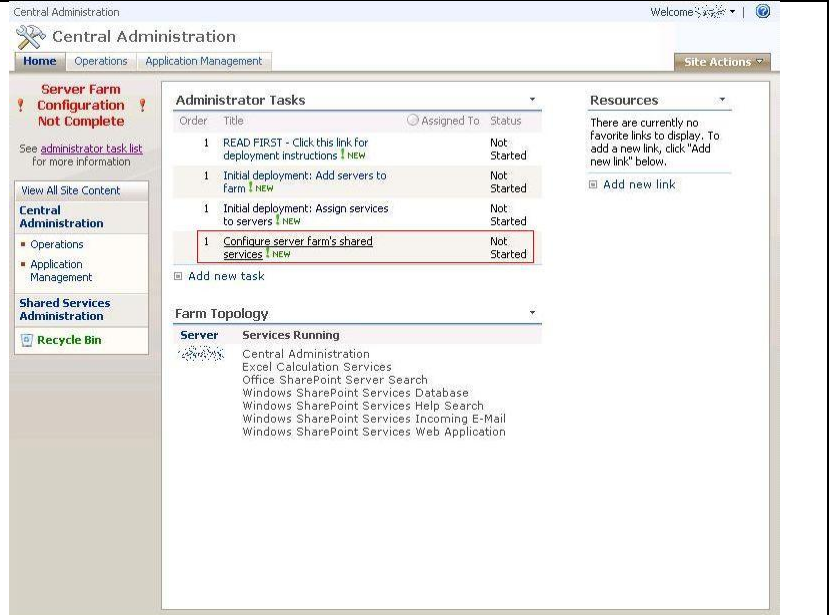 Central Administration
Welcome
Central Administration
Home Operations Application Management
Site Actions
Server Farm
Configuration
Not Complete
See administrator task list
for more information
View All Site Content
Central
Administration
Operations
Application
Management
Shared Services
Administration
Recycle Bin
Administrator Tasks
Order Title Assigned To Status
1 READ FIRST - Click this link for
deployment instructions ! NEW
Not
Started
1 Initial deployment: Add servers to
farm ! NEW
Not
Started
1 Initial deployment: Assign services
to servers ! NEW
Not
Started
1 Configure server farm's shared
services ! NEW
Not
Started
Add new task
Farm Topology
Server Services Running
Central Administration
Excel Calculation Services
Office SharePoint Server Search
Windows SharePoint Services Database
Windows SharePoint Services Help Search
Windows SharePoint Services Incoming E-Mail
Windows SharePoint Services Web Application
Resources
There are currently no
favorite links to display. To
add a new link, click "Add
new link" below.
Add new link